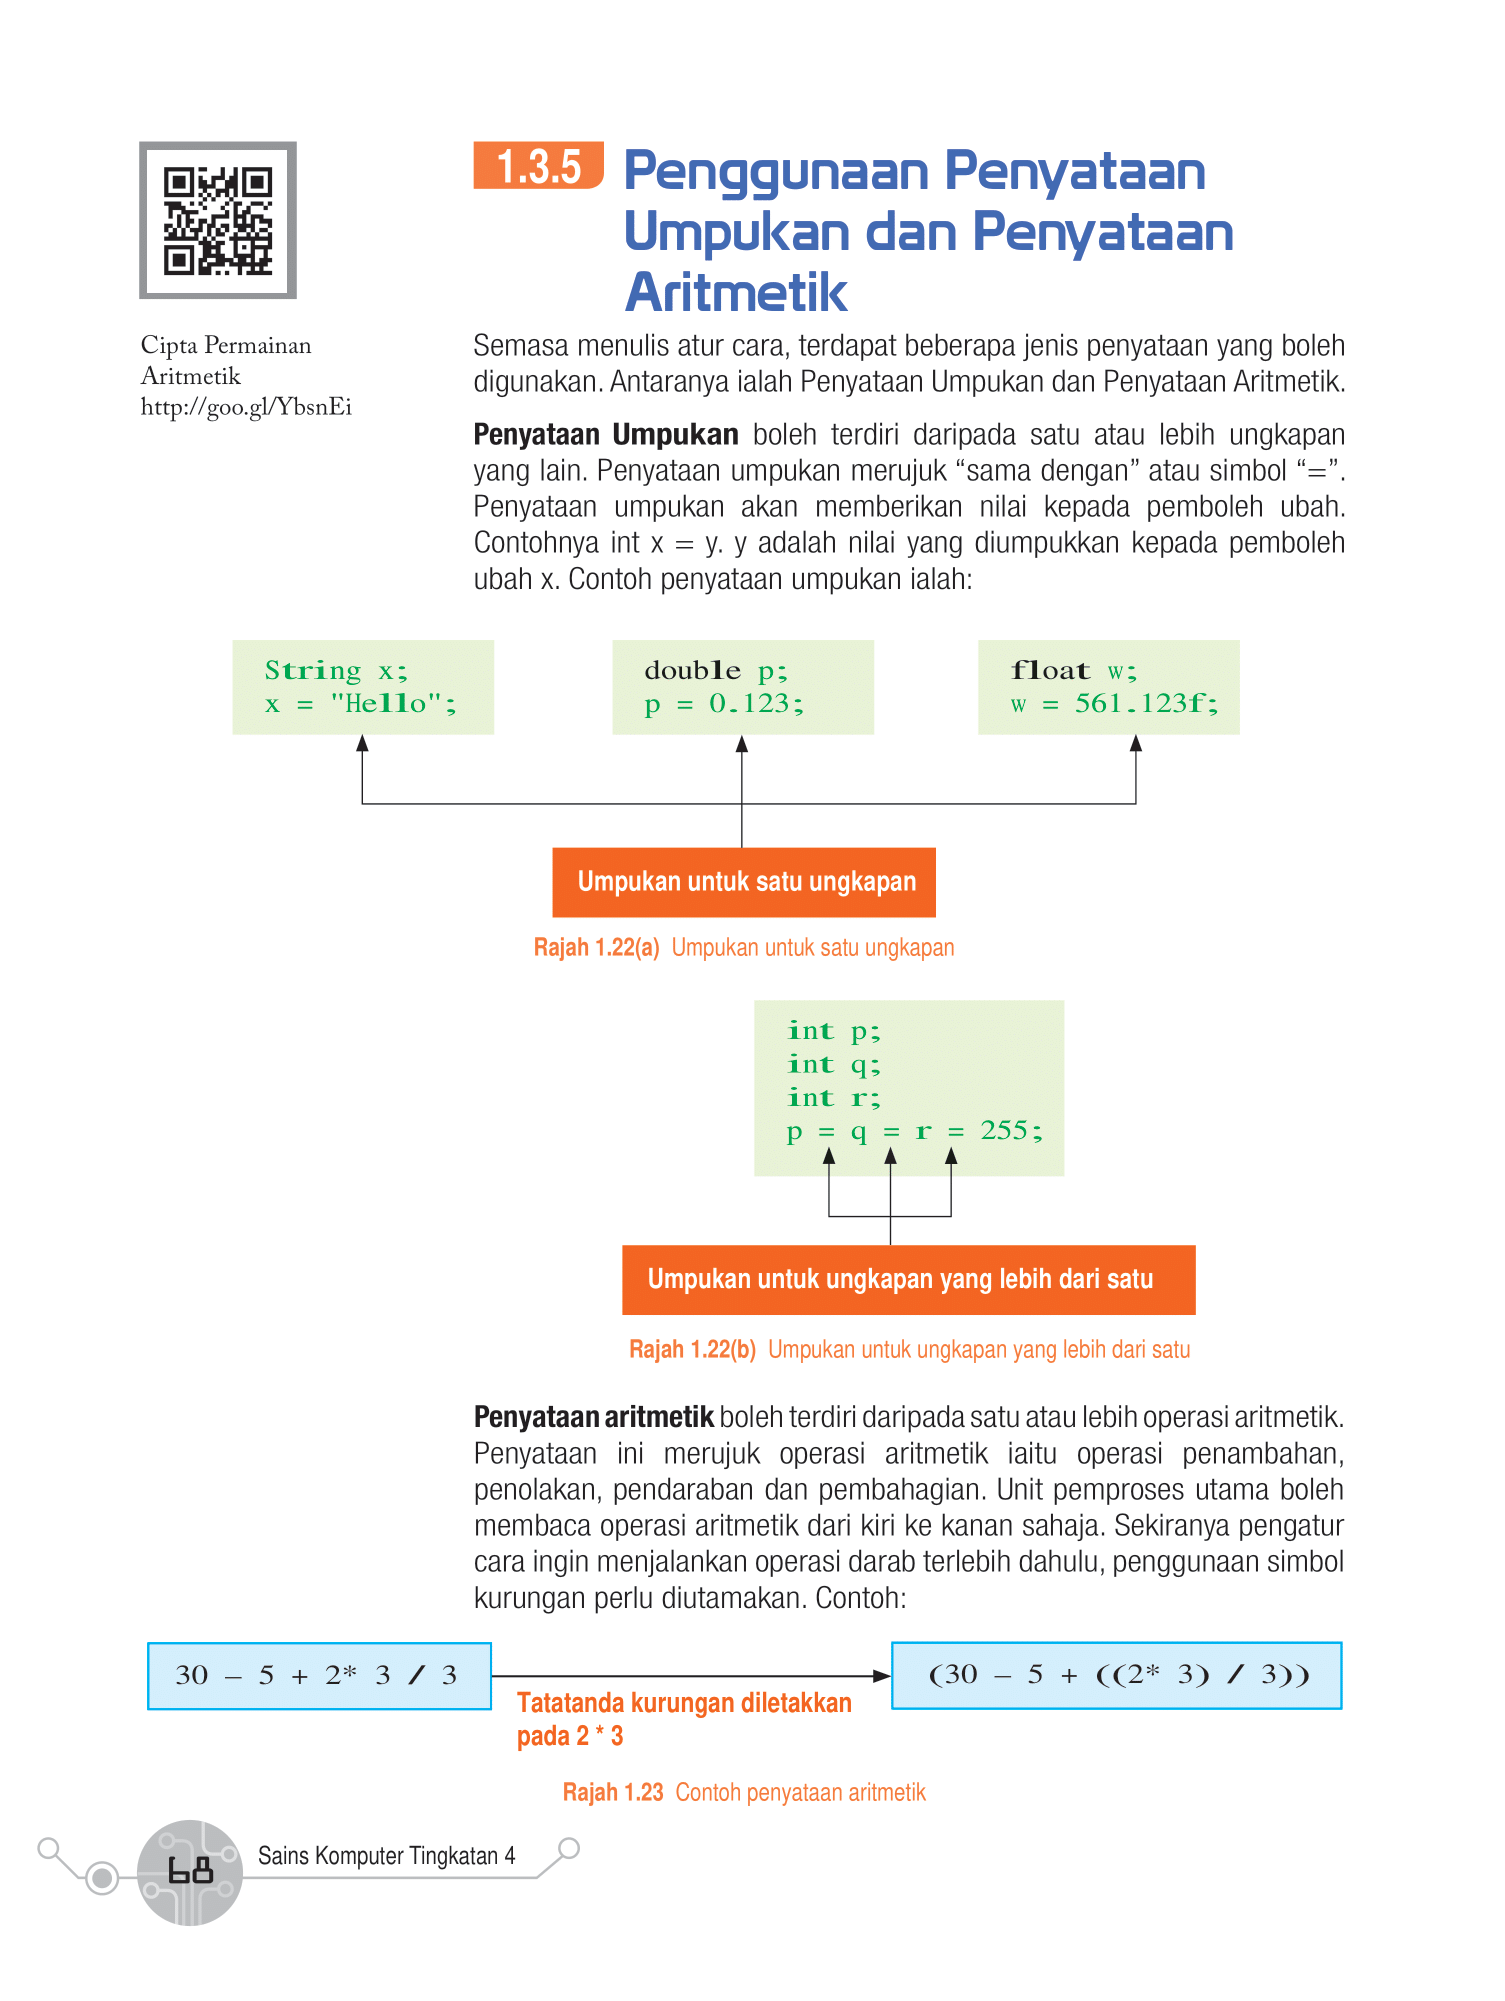 1.3.5 Penggunaan Penyataan
Umpukan dan Penyataan
Aritmetik
Cipta Permainan
Aritmetik
http://goo.gl/YbsnEi
Semasa menulis atur cara, terdapat beberapa jenis penyataan yang boleh
digunakan. Antaranya ialah Penyataan Umpukan dan Penyataan Aritmetik.
Penyataan Umpukan boleh terdiri daripada satu atau lebih ungkapan
yang lain. Penyataan umpukan merujuk “sama dengan” atau simbol “=”.
Penyataan umpukan akan memberikan nilai kepada pemboleh ubah.
Contohnya int x = y. y adalah nilai yang diumpukkan kepada pemboleh
ubah x. Contoh penyataan umpukan ialah:
String x;
x = "Hello";
double p;
p = 0.123;
float w;
w = 561.123f;
Umpukan untuk satu ungkapan
Rajah 1.22(a) Umpukan untuk satu ungkapan
int p;
int q;
int r;
p = q = r = 255;
Umpukan untuk ungkapan yang lebih dari satu
Rajah 1.22(b) Umpukan untuk ungkapan yang lebih dari satu
Penyataan aritmetik boleh terdiri daripada satu atau lebih operasi aritmetik.
Penyataan ini merujuk operasi aritmetik iaitu operasi penambahan,
penolakan, pendaraban dan pembahagian. Unit pemproses utama boleh
membaca operasi aritmetik dari kiri ke kanan sahaja. Sekiranya pengatur
cara ingin menjalankan operasi darab terlebih dahulu, penggunaan simbol
kurungan perlu diutamakan. Contoh:
30 – 5 + 2* 3 / 3
Tatatanda kurungan diletakkan
pada 2 * 3
(30 – 5 + ((2* 3) / 3))
Rajah 1.23 Contoh penyataan aritmetik
68 Sains Komputer Tingkatan 4